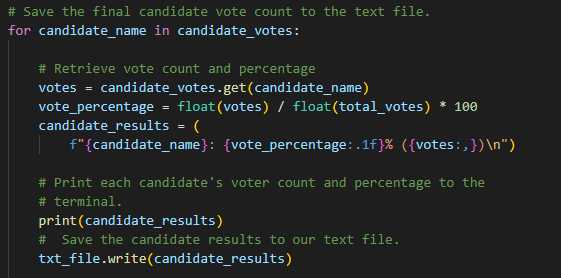 # Save the final candidate vote count to the text file.
for candidate_name in candidate_votes:
# Retrieve vote count and percentage
votes = candidate_votes.get(candidate_name)
vote_percentage = float(votes) / float(total_votes) * 100
candidate_results = (
f"{candidate_name}: {vote_percentage:.1f}% ({votes:,})\n")
# Print each candidate's voter count and percentage to the
# terminal.
print(candidate_results)
#  Save the candidate results to our text file.
txt_file.write(candidate_results)